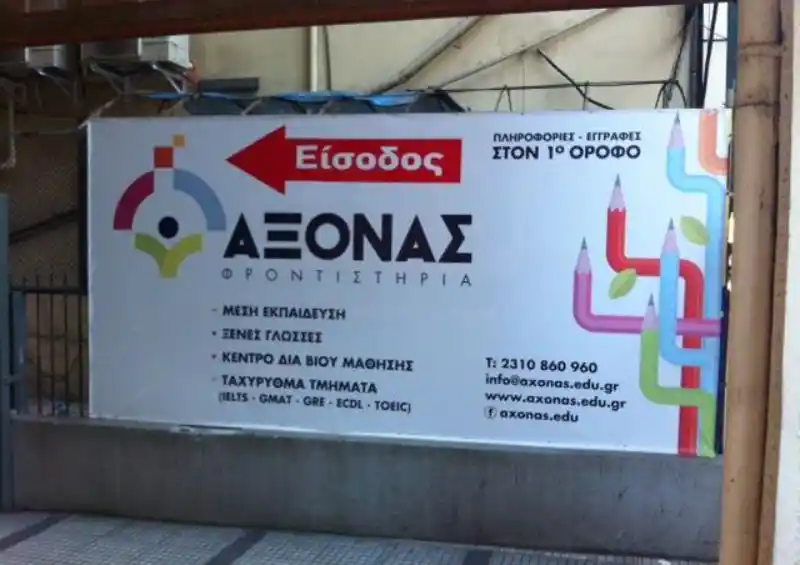 Είσοδος
ΠΛΗΡΟΦΟΡΙΕΣ - ΕΓΓΡΑΦΕΣ
ΣΤΟΝ 1ο ΟΡΟΦΟ
ΑΞΟΝΑΣ
ΦΡΟΝΤΙΣΤΗΡΙΑ
• ΜΕΣΗ ΕΚΠΑΙΔΕΥΣΗ
• ΞΕΝΕΣ ΓΛΩΣΣΕΣ
• ΚΕΝΤΡΟ ΔΙΑ ΒΙΟΥ ΜΑΘΗΣΗΣ
• ΤΑΧΥΡΥΘΜΑ ΤΜΗΜΑΤΑ
(IELTS - GMAT - GRE - ECDL - TOEIC)
Τ: 2310 860 960
info@axonas.edu.gr
www.axonas.edu.gr
f axonas.edu